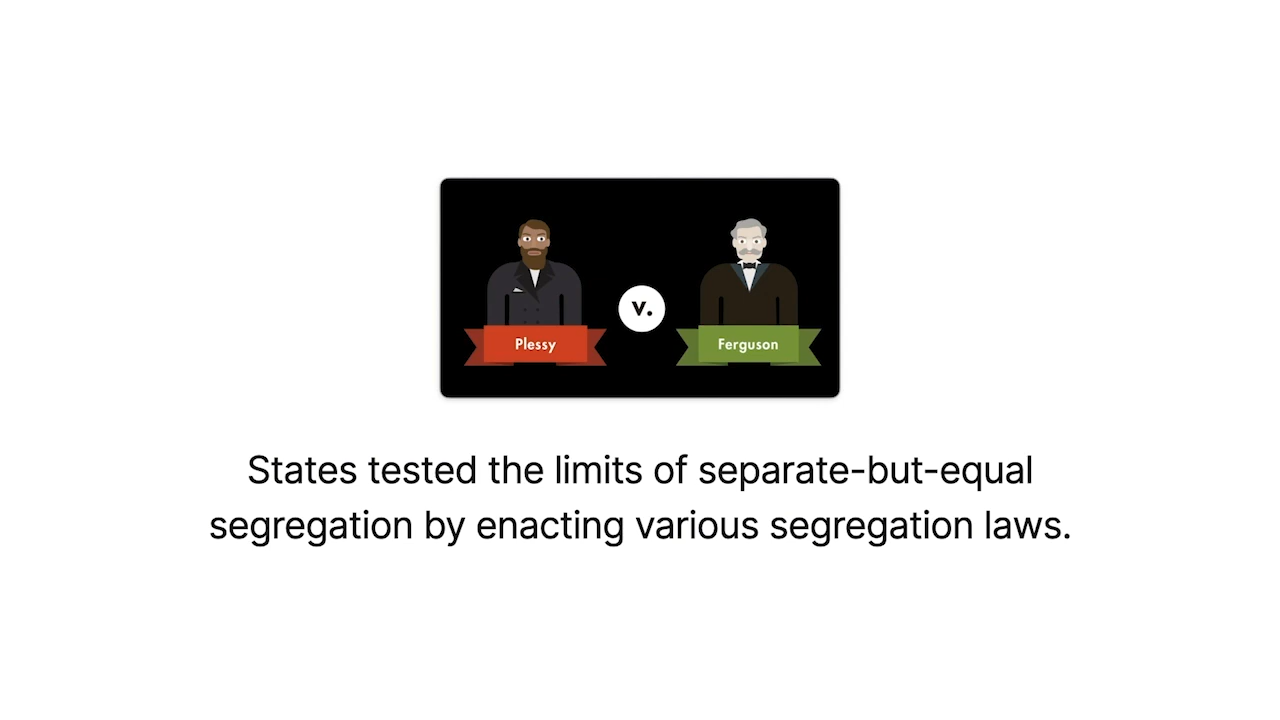 Plessy
v.
Ferguson
States tested the limits of separate-but-equal
segregation by enacting various segregation laws.